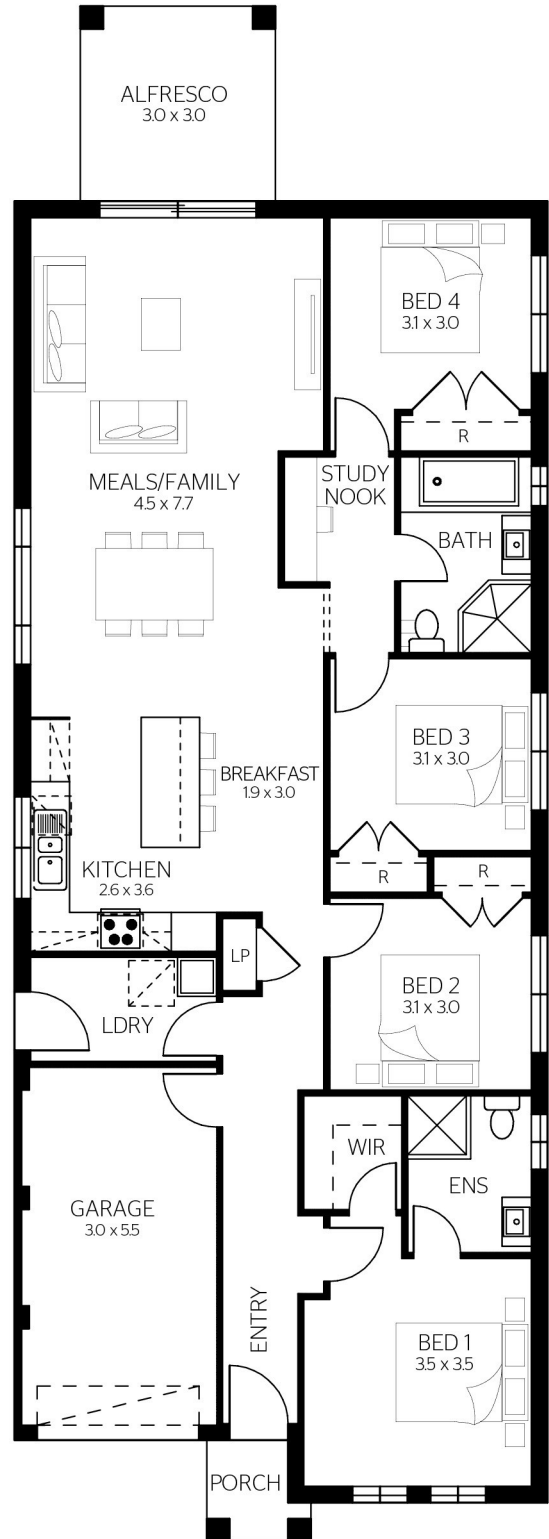 ALFRESCO
3.0 x 3.0
BED 4
3.1 x 3.0
R
MEALS/FAMILY
4.5 x 7.7
STUDY
NOOK
BATH
BED 3
3.1 x 3.0
BREAKFAST
1.9 x 3.0
KITCHEN
2.6 x 3.6
R
R
LP
LDRY
BED 2
3.1 x 3.0
WIR
ENS
GARAGE
3.0 x 5.5
ENTRY
BED 1
3.5 x 3.5
PORCH